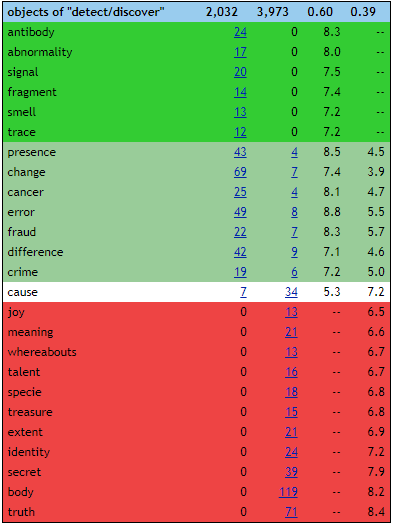 objects of "detect/discover" 2,032 3,973 0.60 0.39
antibody 24 0 8.3 --
abnormality 17 0 8.0 --
signal 20 0 7.5 --
fragment 14 0 7.4 --
smell 13 0 7.2 --
trace 12 0 7.2 --
presence 43 4 8.5 4.5
change 69 7 7.4 3.9
cancer 25 4 8.1 4.7
error 49 8 8.8 5.5
fraud 22 7 8.3 5.7
difference 42 9 7.1 4.6
crime 19 6 7.2 5.0
cause 7 34 5.3 7.2
joy 0 13 -- 6.5
meaning 0 21 -- 6.6
whereabouts 0 13 -- 6.7
talent 0 16 -- 6.7
specie 0 18 -- 6.8
treasure 0 15 -- 6.8
extent 0 21 -- 6.9
identity 0 24 -- 7.2
secret 0 39 -- 7.9
body 0 119 -- 8.2
truth 0 71 -- 8.4